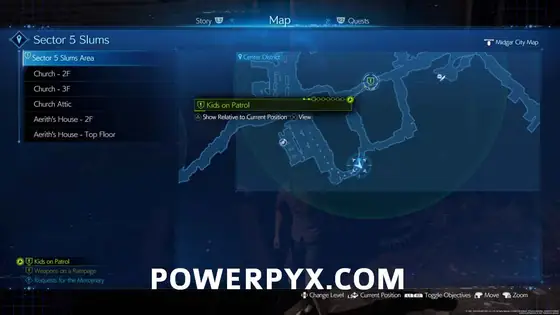 Story
Map
Quests
Sector 5 Slums
Midgar City Map
Sector 5 Slums Area
Church - 2F
Church - 3F
Church Attic
Aerith's House - 2F
Aerith's House - Top Floor
Centre District
Kids on Patrol
Show Relative to Current Position
View
Kids on Patrol
Weapons on a Rampage
Requests for the Mercenary
POWERPYX.COM
Change Level
Current Position
Toggle Objectives
Move
Zoom